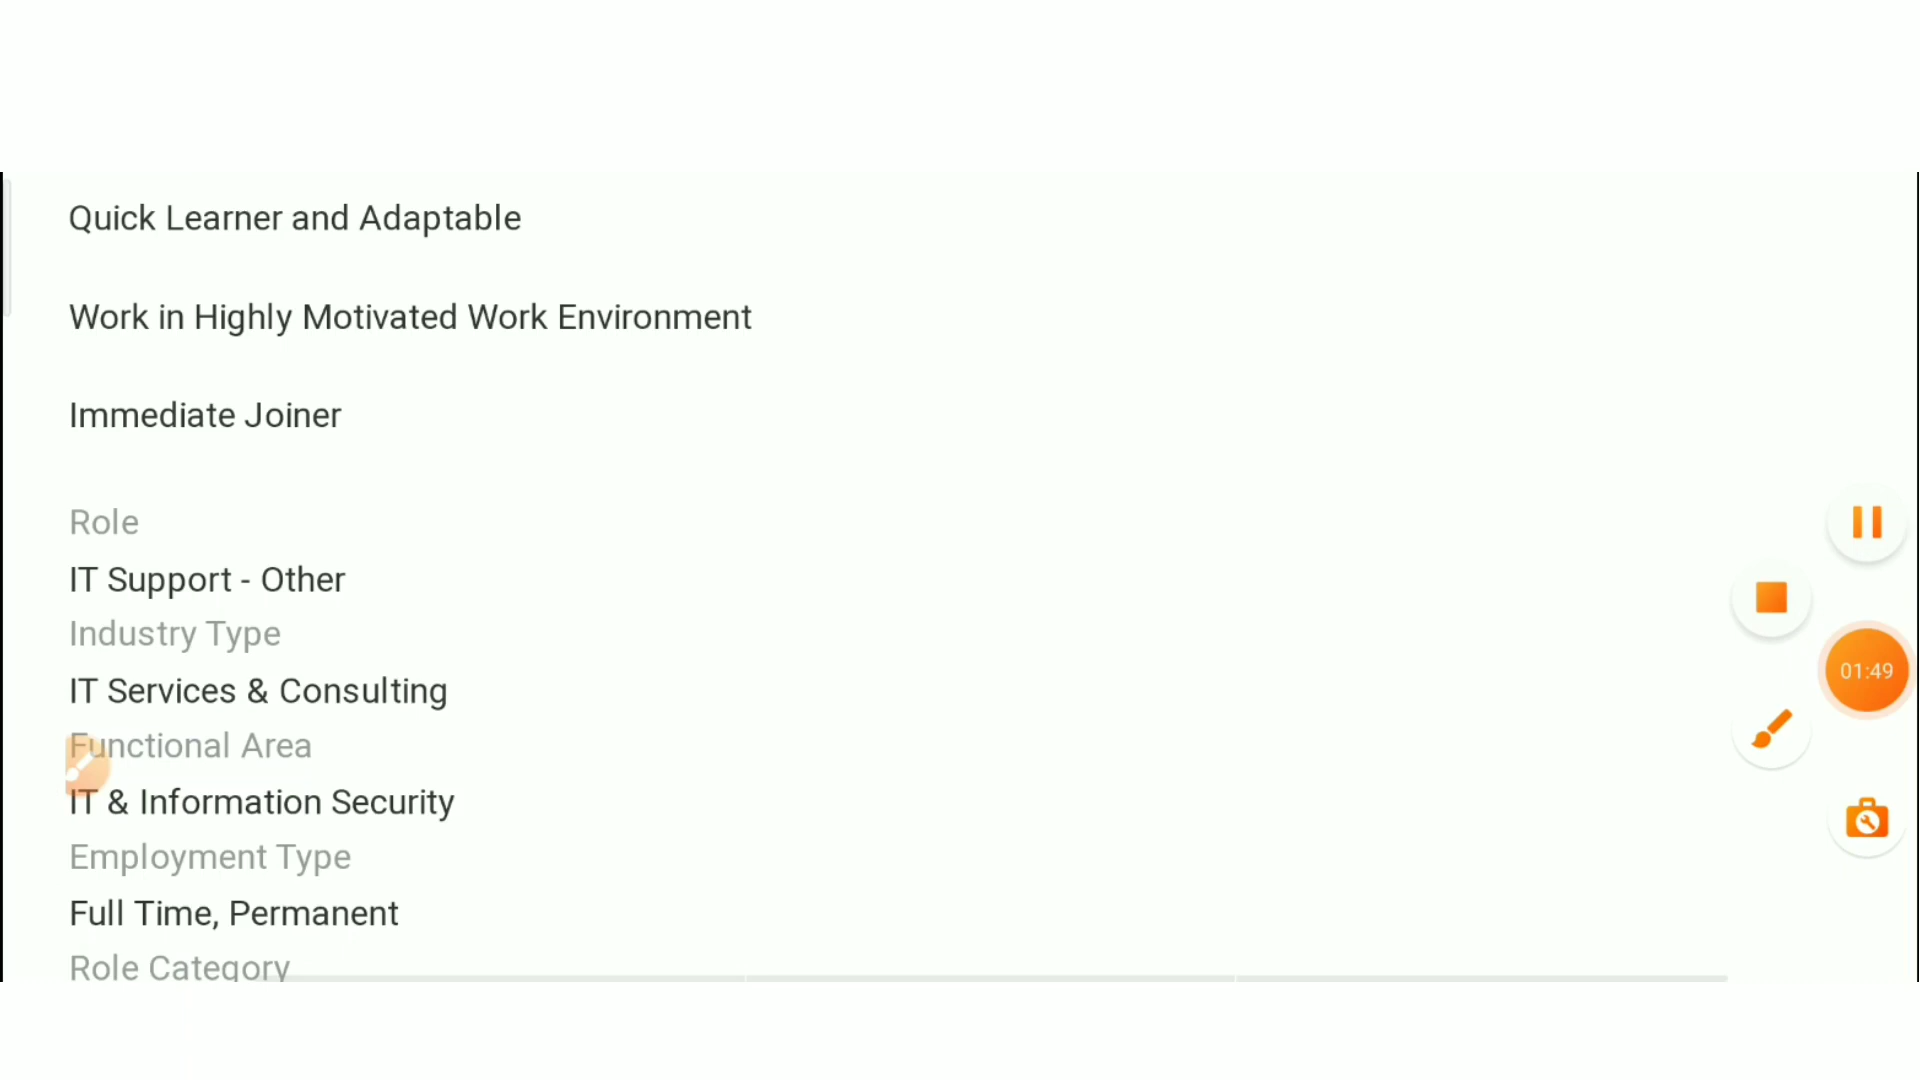 Quick Learner and Adaptable
Work in Highly Motivated Work Environment
Immediate Joiner
Role
IT Support - Other
Industry Type
IT Services & Consulting
Functional Area
IT & Information Security
Employment Type
Full Time, Permanent
Role Category
01:49